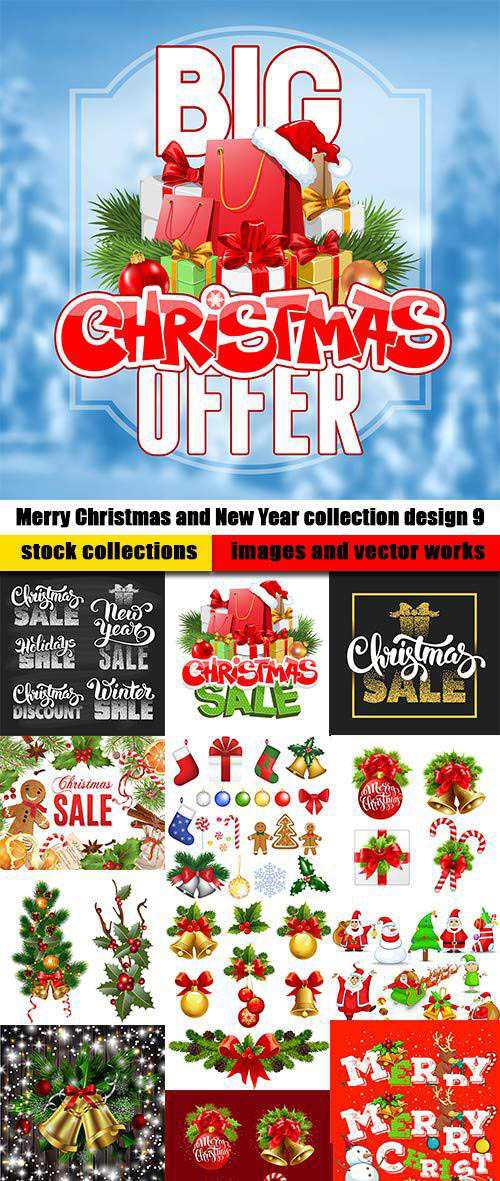 BIG
CHRISTMAS
OFFER
Merry Christmas and New Year collection design 9
stock collections
images and vector works
Christmas
SALE
New
Year
SALE
Holidays
SALE
Christmas
DISCOUNT
Winter
SALE
CHRISTMAS
SALE
Christmas
SALE
Christmas
SALE
Merry
Christmas
MERRY
MERRY
CHRIST
Merry
Christmas